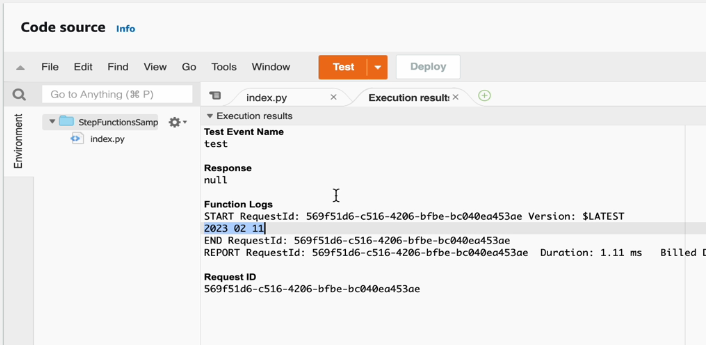 Code source Info
File Edit Find View Go Tools Window Test Deploy
Go to Anything (⌘ P)
index.py × Execution results ×
Environment
StepFunctionsSamp
index.py
Execution results
Test Event Name
test
Response
null
Function Logs
START RequestId: 569f51d6-c516-4206-bfbe-bc040ea453ae Version: $LATEST
2023 02 11
END RequestId: 569f51d6-c516-4206-bfbe-bc040ea453ae
REPORT RequestId: 569f51d6-c516-4206-bfbe-bc040ea453ae Duration: 1.11 ms Billed D
Request ID
569f51d6-c516-4206-bfbe-bc040ea453ae